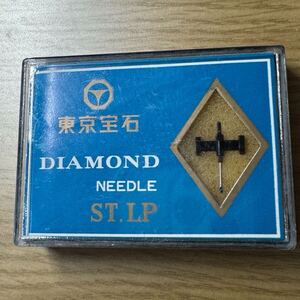 東京宝石
DIAMOND
NEEDLE
ST.LP